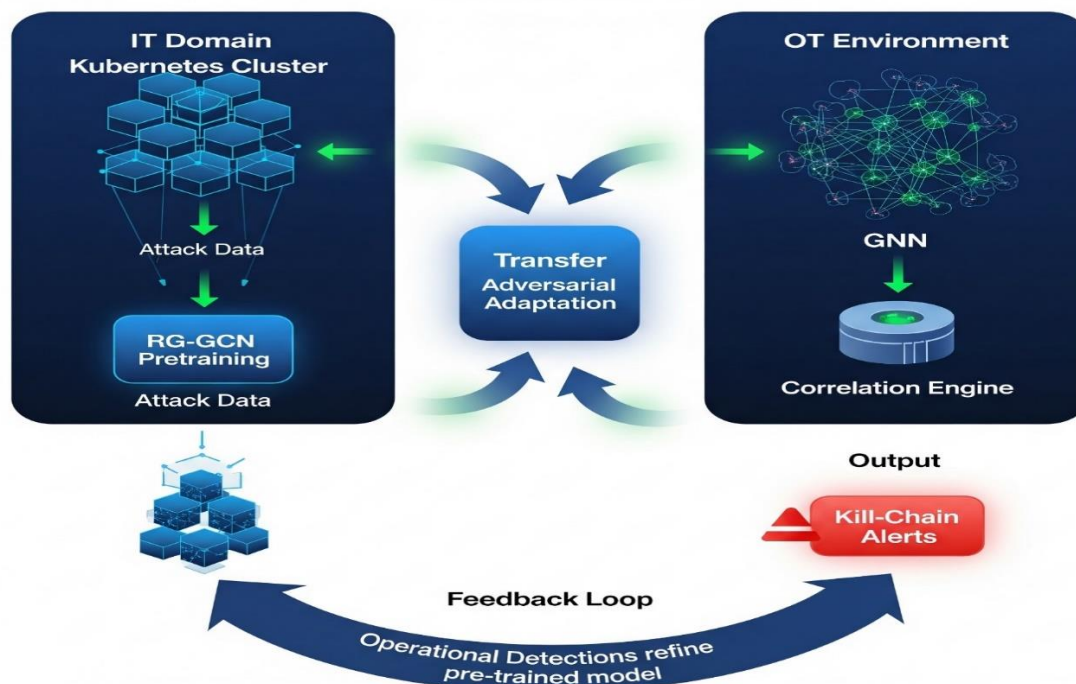 IT Domain
Kubernetes Cluster
Attack Data
RG-GCN
Pretraining
Attack Data
Transfer
Adversarial
Adaptation
OT Environment
GNN
Correlation Engine
Output
Kill-Chain
Alerts
Feedback Loop
Operational Detections refine
pre-trained model